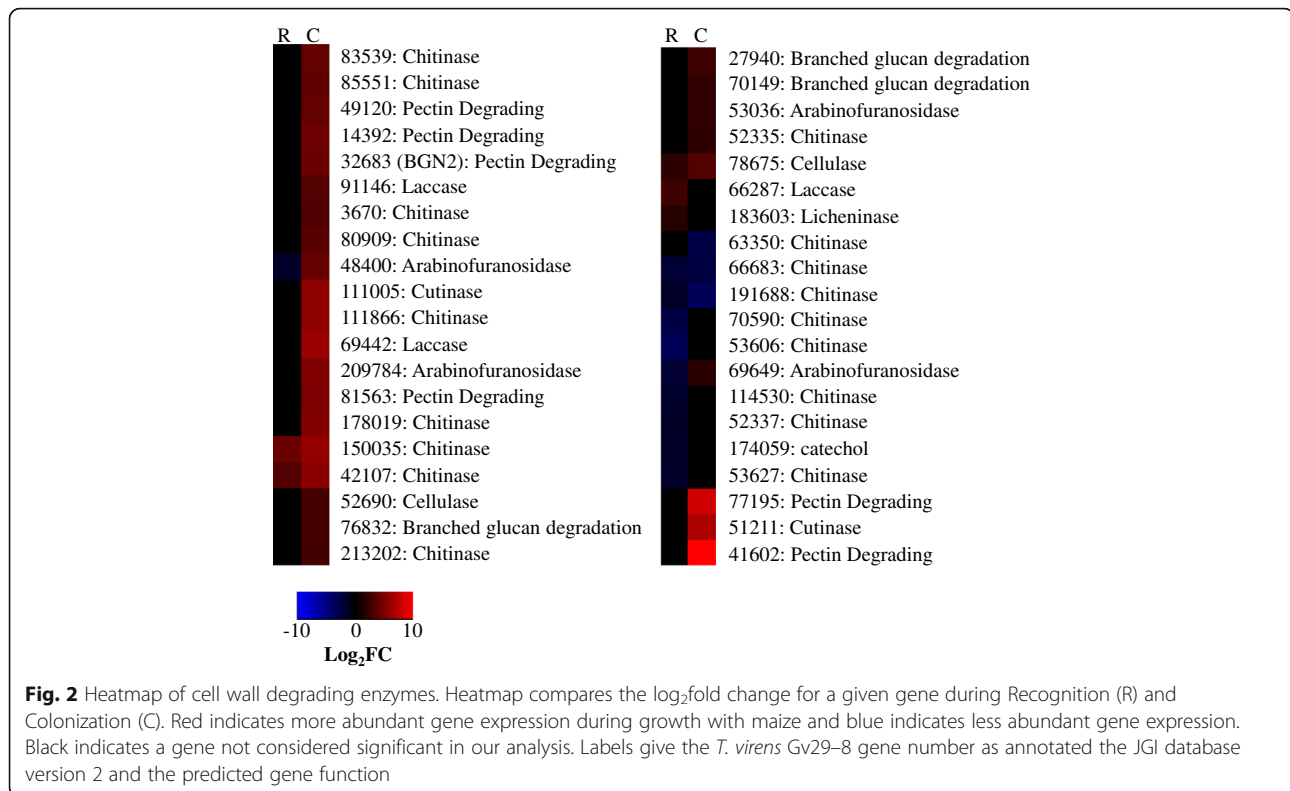 R C
83539: Chitinase
85551: Chitinase
49120: Pectin Degrading
14392: Pectin Degrading
32683 (BGN2): Pectin Degrading
91146: Laccase
3670: Chitinase
80909: Chitinase
48400: Arabinofuranosidase
111005: Cutinase
111866: Chitinase
69442: Laccase
209784: Arabinofuranosidase
81563: Pectin Degrading
178019: Chitinase
150035: Chitinase
42107: Chitinase
52690: Cellulase
76832: Branched glucan degradation
213202: Chitinase
R C
27940: Branched glucan degradation
70149: Branched glucan degradation
53036: Arabinofuranosidase
52335: Chitinase
78675: Cellulase
66287: Laccase
183603: Licheninase
63350: Chitinase
66683: Chitinase
191688: Chitinase
70590: Chitinase
53606: Chitinase
69649: Arabinofuranosidase
114530: Chitinase
52337: Chitinase
174059: catechol
53627: Chitinase
77195: Pectin Degrading
51211: Cutinase
41602: Pectin Degrading
-10 0 10
Log₂FC
Fig. 2 Heatmap of cell wall degrading enzymes. Heatmap compares the log₂fold change for a given gene during Recognition (R) and
Colonization (C). Red indicates more abundant gene expression during growth with maize and blue indicates less abundant gene expression.
Black indicates a gene not considered significant in our analysis. Labels give the T. virens Gv29–8 gene number as annotated the JGI database
version 2 and the predicted gene function